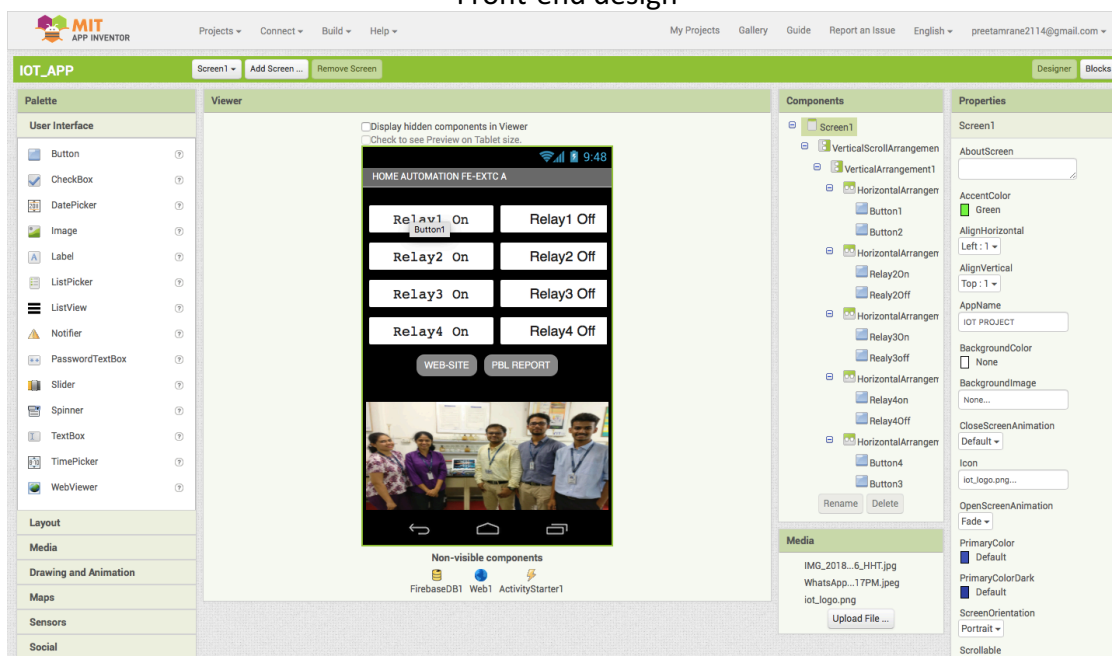 Front-end design
MIT
APP INVENTOR
Projects Connect Build Help
My Projects Gallery Guide Report an Issue English preetamrane2114@gmail.com
IOT_APP
Screen1 Add Screen ... Remove Screen
Designer Blocks
Palette
User Interface
Button
CheckBox
DatePicker
Image
Label
ListPicker
ListView
Notifier
PasswordTextBox
Slider
Spinner
TextBox
TimePicker
WebViewer
Layout
Media
Drawing and Animation
Maps
Sensors
Social
Viewer
Display hidden components in Viewer
Check to see Preview on Tablet size.
9:48
HOME AUTOMATION FE-EXTC A
Relay1 On Relay1 Off
Button1
Relay2 On Relay2 Off
Relay3 On Relay3 Off
Relay4 On Relay4 Off
WEB-SITE PBL REPORT
Non-visible components
FirebaseDB1 Web1 ActivityStarter1
Components
Screen1
VerticalScrollArrangemen
VerticalArrangement1
HorizontalArrangem
Button1
Button2
HorizontalArrangem
Relay2On
Realy2Off
HorizontalArrangem
Relay3On
Realy3off
HorizontalArrangem
Relay4on
Relay4Off
HorizontalArrangem
Button4
Button3
Rename Delete
Media
IMG_2018...6_HHT.jpg
WhatsApp...17PM.jpeg
iot_logo.png
Upload File ...
Properties
Screen1
AboutScreen
AccentColor
Green
AlignHorizontal
Left : 1
AlignVertical
Top : 1
AppName
IOT PROJECT
BackgroundColor
None
BackgroundImage
None...
CloseScreenAnimation
Default
Icon
iot_logo.png...
OpenScreenAnimation
Fade
PrimaryColor
Default
PrimaryColorDark
Default
ScreenOrientation
Portrait
Scrollable